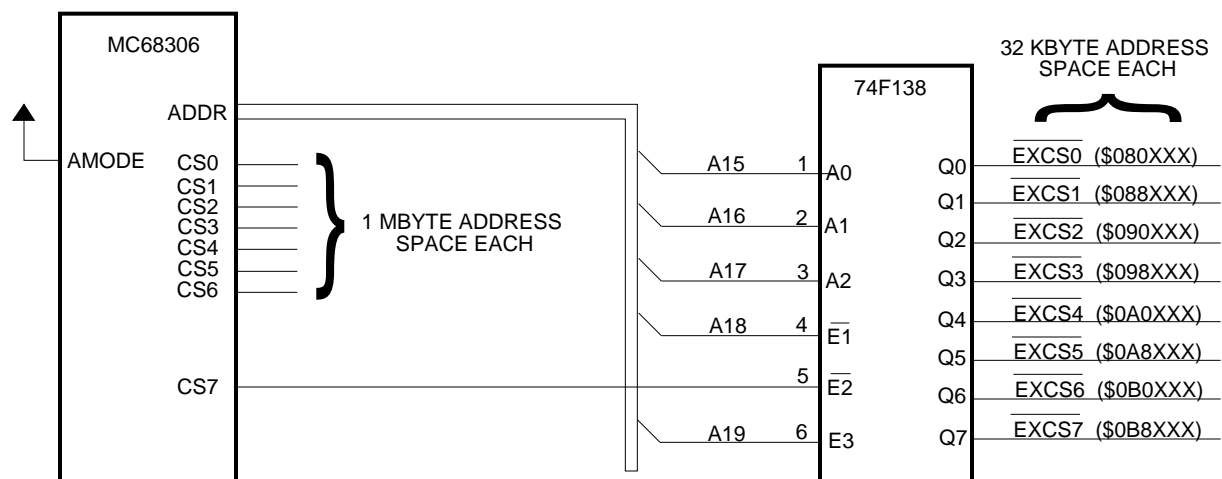 MC68306
ADDR
AMODE
CS0
CS1
CS2
CS3
CS4
CS5
CS6
1 MBYTE ADDRESS
SPACE EACH
CS7
A15
A16
A17
A18
A19
1
2
3
4
5
6
74F138
A0
A1
A2
E1
E2
E3
Q0
Q1
Q2
Q3
Q4
Q5
Q6
Q7
32 KBYTE ADDRESS
SPACE EACH
EXCS0 ($080XXX)
EXCS1 ($088XXX)
EXCS2 ($090XXX)
EXCS3 ($098XXX)
EXCS4 ($0A0XXX)
EXCS5 ($0A8XXX)
EXCS6 ($0B0XXX)
EXCS7 ($0B8XXX)